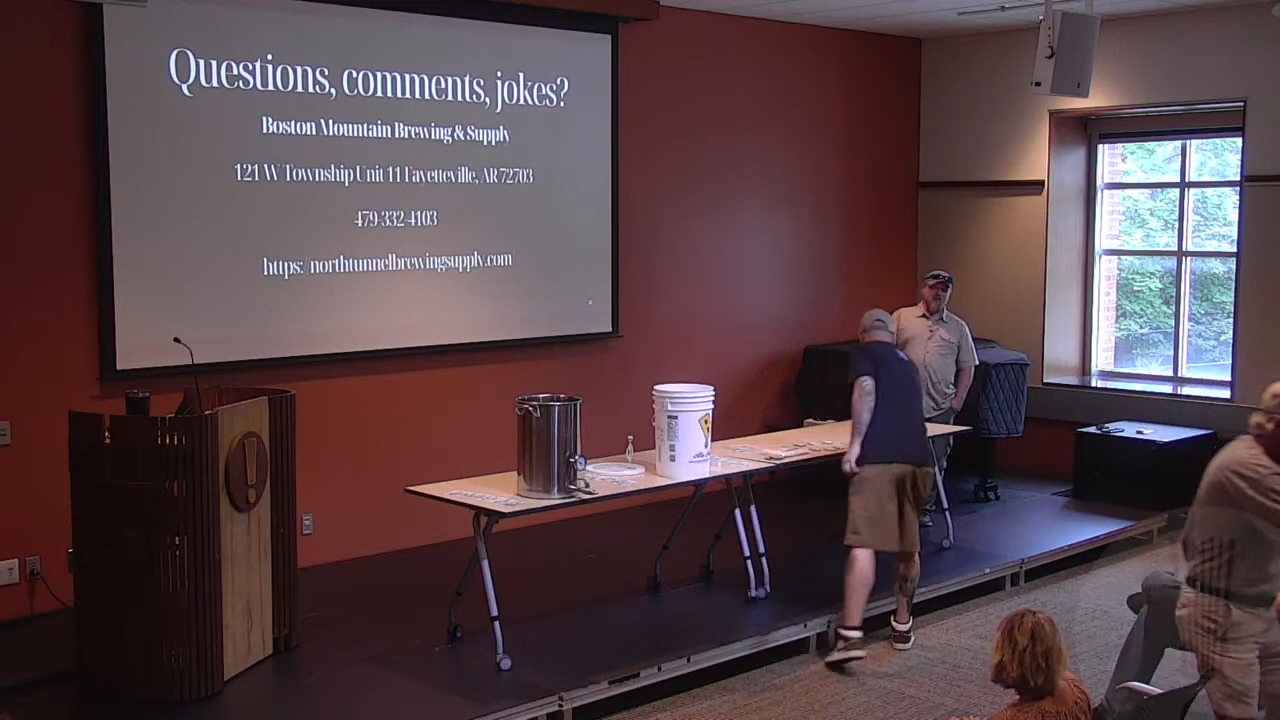 Questions, comments, jokes?
Boston Mountain Brewing & Supply
121 W Township Unit 11 Fayetteville, AR 72703
479-332-4103
https://northtunnelbrewingsupply.com